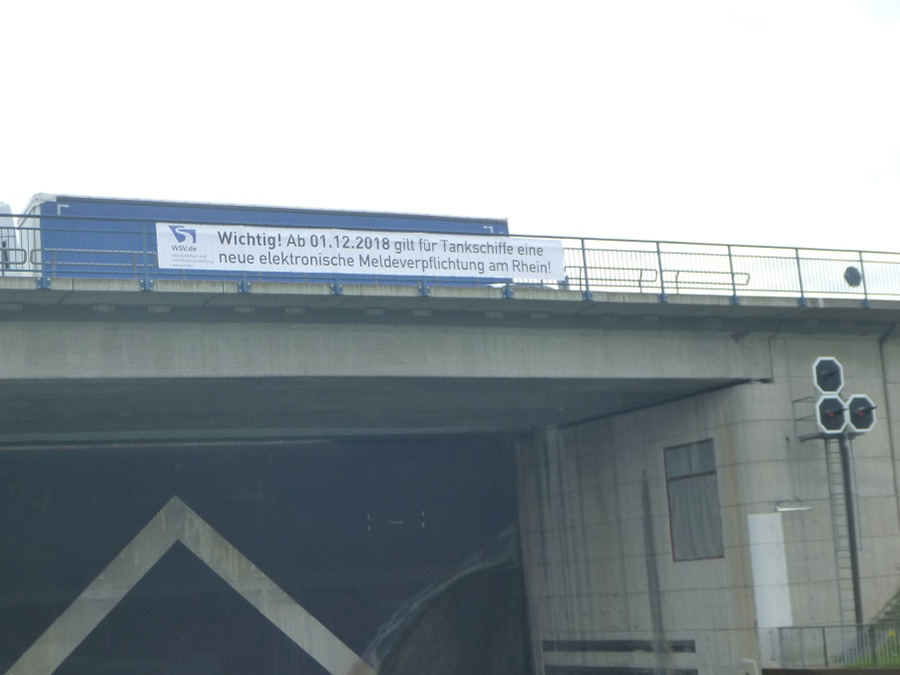 Wichtig! Ab 01.12.2018 gilt für Tankschiffe eine
neue elektronische Meldeverpflichtung am Rhein!
WSV.de